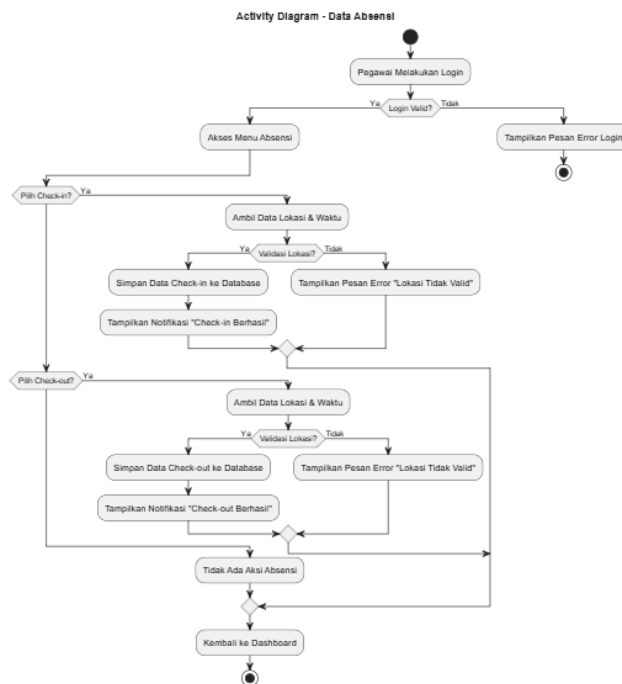 Activity Diagram - Data Absensi
Pegawai Melakukan Login
Ya
Login Valid?
Tidak
Akses Menu Absensi
Tampilkan Pesan Error Login
Pilih Check-in?
Ya
Ambil Data Lokasi & Waktu
Ya
Validasi Lokasi?
Tidak
Simpan Data Check-in ke Database
Tampilkan Pesan Error "Lokasi Tidak Valid"
Tampilkan Notifikasi "Check-in Berhasil"
Pilih Check-out?
Ya
Ambil Data Lokasi & Waktu
Ya
Validasi Lokasi?
Tidak
Simpan Data Check-out ke Database
Tampilkan Pesan Error "Lokasi Tidak Valid"
Tampilkan Notifikasi "Check-out Berhasil"
Tidak Ada Aksi Absensi
Kembali ke Dashboard